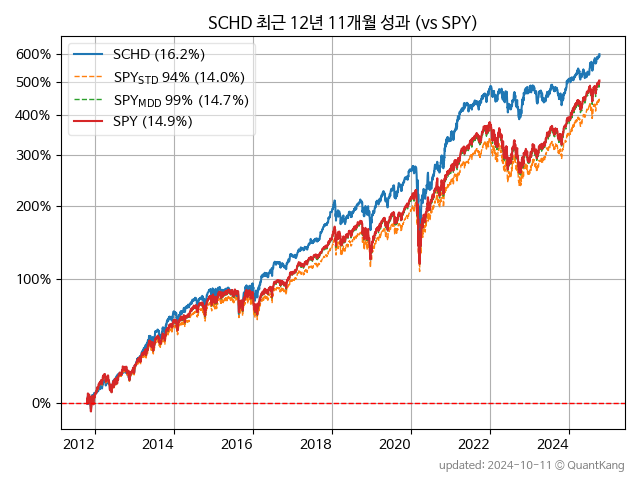 SCHD 최근 12년 11개월 성과 (vs SPY)
600%
500%
400%
300%
200%
100%
0%
SCHD (16.2%)
SPY_STD 94% (14.0%)
SPY_MDD 99% (14.7%)
SPY (14.9%)
2012 2014 2016 2018 2020 2022 2024
updated: 2024-10-11 © QuantKang